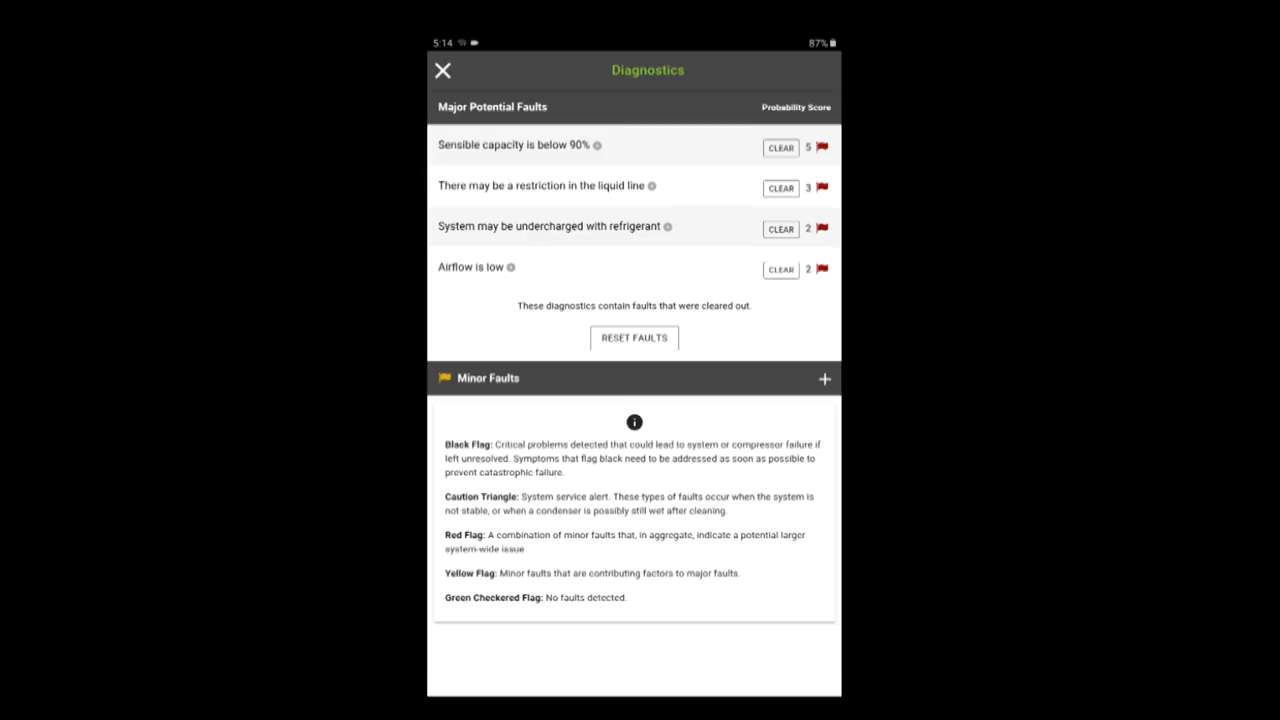 5:14 87%
Diagnostics
Major Potential Faults Probability Score
Sensible capacity is below 90% CLEAR 5
There may be a restriction in the liquid line CLEAR 3
System may be undercharged with refrigerant CLEAR 2
Airflow is low CLEAR 2
These diagnostics contain faults that were cleared out.
RESET FAULTS
Minor Faults
Black Flag: Critical problems detected that could lead to system or compressor failure if
left unresolved. Symptoms that flag black need to be addressed as soon as possible to
prevent catastrophic failure.
Caution Triangle: System service alert. These types of faults occur when the system is
not stable, or when a condenser is possibly still wet after cleaning.
Red Flag: A combination of minor faults that, in aggregate, indicate a potential larger
system-wide issue
Yellow Flag: Minor faults that are contributing factors to major faults.
Green Checkered Flag: No faults detected.